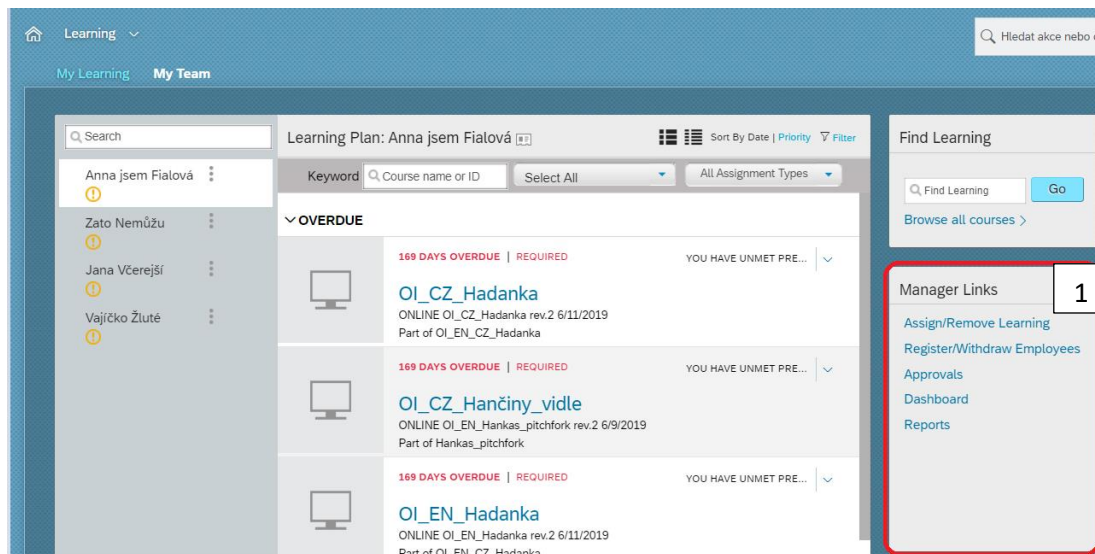 Learning
Hledat akce nebo
My Learning
My Team
Search
Anna jsem Fialová
Zato Nemůžu
Jana Včerejší
Vajíčko Žluté
Learning Plan: Anna jsem Fialová
Sort By Date | Priority
Filter
Keyword
Course name or ID
Select All
All Assignment Types
OVERDUE
169 DAYS OVERDUE | REQUIRED
YOU HAVE UNMET PRE...
OI_CZ_Hadanka
ONLINE OI_CZ_Hadanka rev.2 6/11/2019
Part of OI_EN_CZ_Hadanka
169 DAYS OVERDUE | REQUIRED
YOU HAVE UNMET PRE...
OI_CZ_Hančiny_vidle
ONLINE OI_EN_Hankas_pitchfork rev.2 6/9/2019
Part of Hankas_pitchfork
169 DAYS OVERDUE | REQUIRED
YOU HAVE UNMET PRE...
OI_EN_Hadanka
ONLINE OI_EN_Hadanka rev.2 6/11/2019
Part of OI_EN_CZ_Hadanka
Find Learning
Find Learning
Go
Browse all courses >
Manager Links
1
Assign/Remove Learning
Register/Withdraw Employees
Approvals
Dashboard
Reports